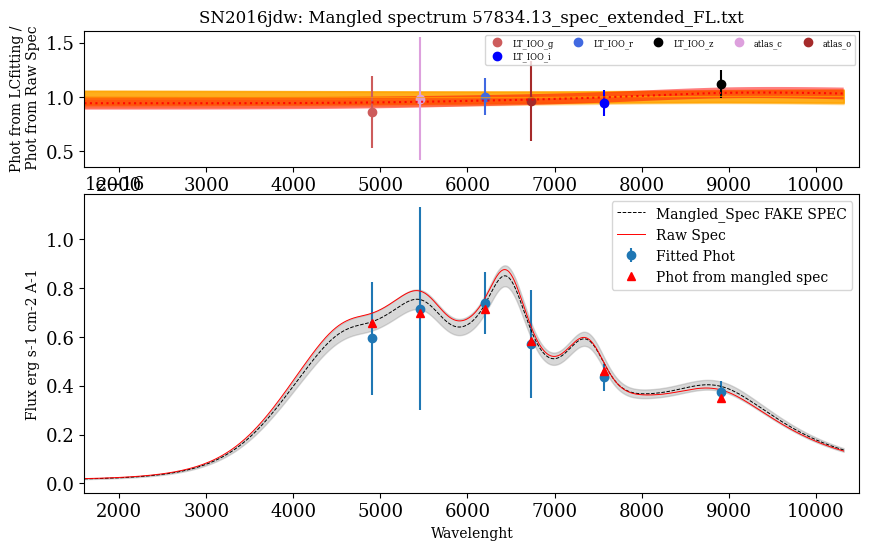 SN2016jdw: Mangled spectrum 57834.13_spec_extended_FL.txt
Phot from LCfitting /
Phot from Raw Spec
1.5
1.0
0.5
LT_IOO_g LT_IOO_r LT_IOO_z atlas_c atlas_o
LT_IOO_i
2000 3000 4000 5000 6000 7000 8000 9000 10000
1e−16
Flux erg s-1 cm-2 A-1
1.0
0.8
0.6
0.4
0.2
0.0
Mangled_Spec FAKE SPEC
Raw Spec
Fitted Phot
Phot from mangled spec
2000 3000 4000 5000 6000 7000 8000 9000 10000
Wavelenght